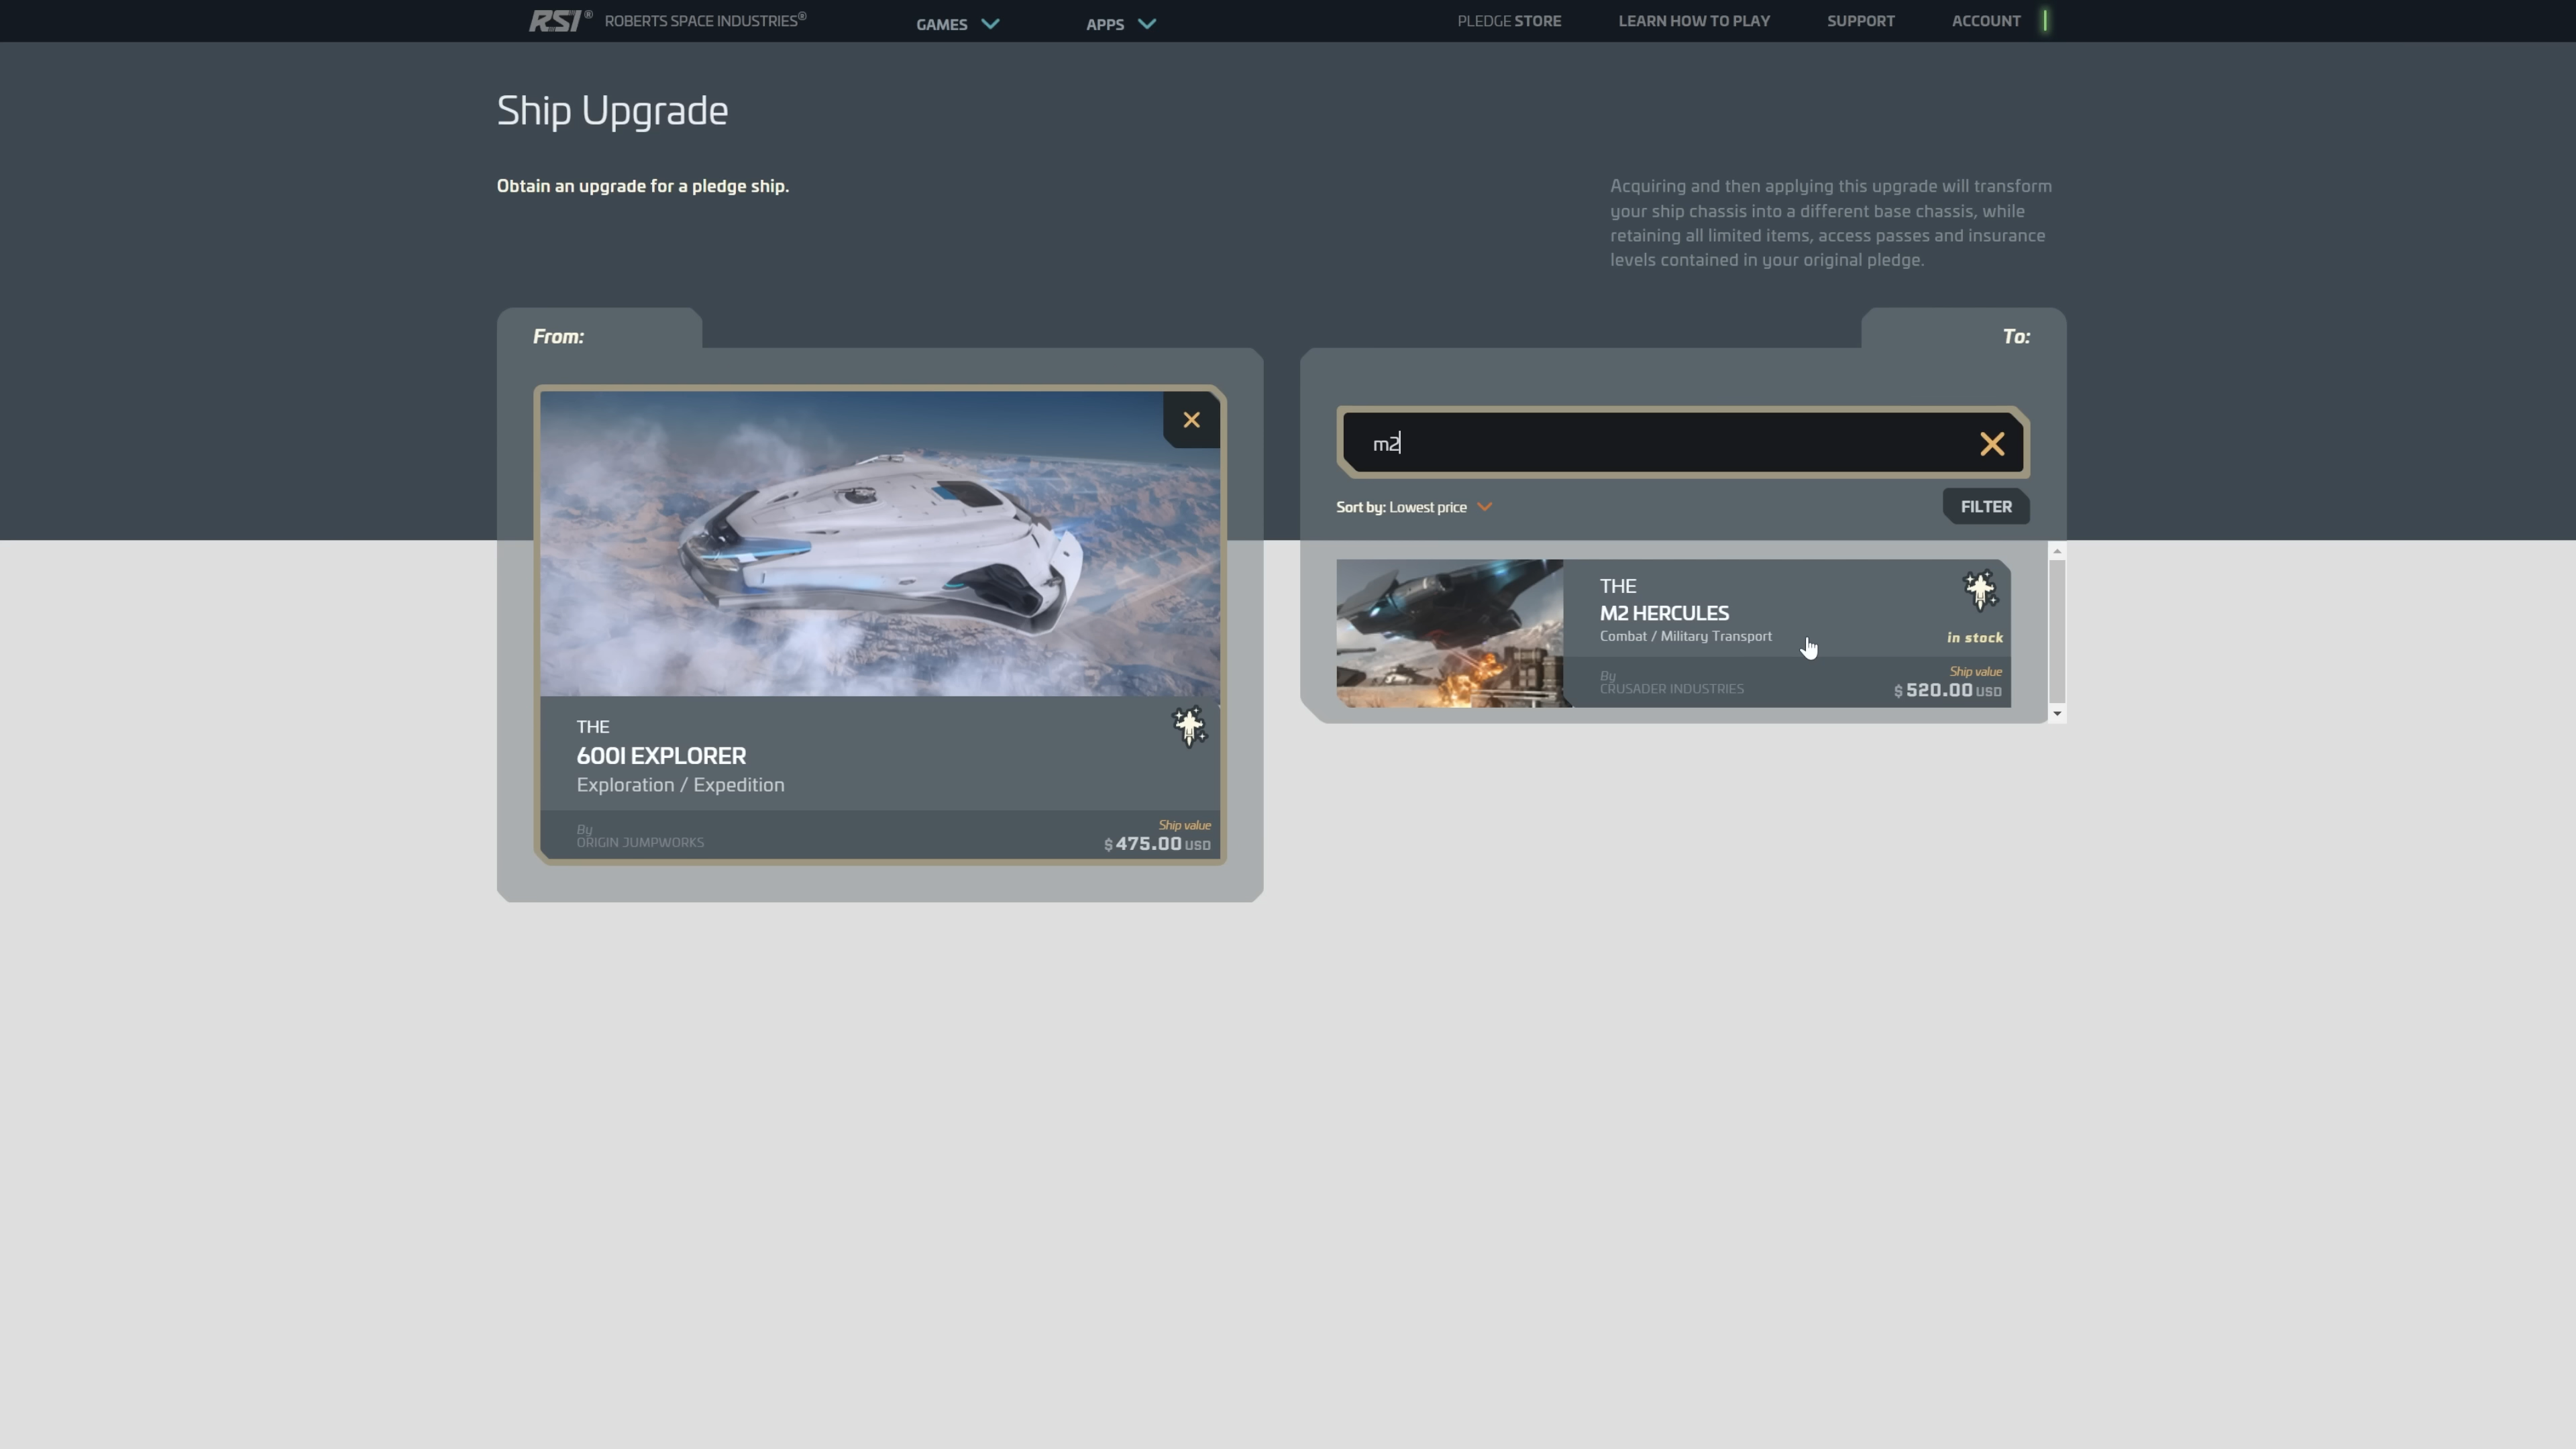 RSI® ROBERTS SPACE INDUSTRIES®
GAMES
APPS
PLEDGE STORE
LEARN HOW TO PLAY
SUPPORT
ACCOUNT
Ship Upgrade
Obtain an upgrade for a pledge ship.
Acquiring and then applying this upgrade will transform
your ship chassis into a different base chassis, while
retaining all limited items, access passes and insurance
levels contained in your original pledge.
From:
THE
600I EXPLORER
Exploration / Expedition
By
ORIGIN JUMPWORKS
Ship value
$ 475.00 USD
To:
m2
Sort by: Lowest price
FILTER
THE
M2 HERCULES
Combat / Military Transport
in stock
By
CRUSADER INDUSTRIES
Ship value
$ 520.00 USD